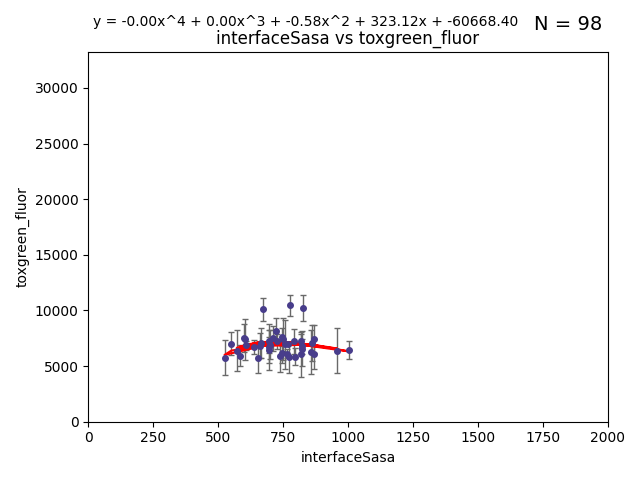 y = -0.00x^4 + 0.00x^3 + -0.58x^2 + 323.12x + -60668.40
N = 98
interfaceSasa vs toxgreen_fluor
30000
25000
20000
15000
10000
5000
0
toxgreen_fluor
0 250 500 750 1000 1250 1500 1750 2000
interfaceSasa